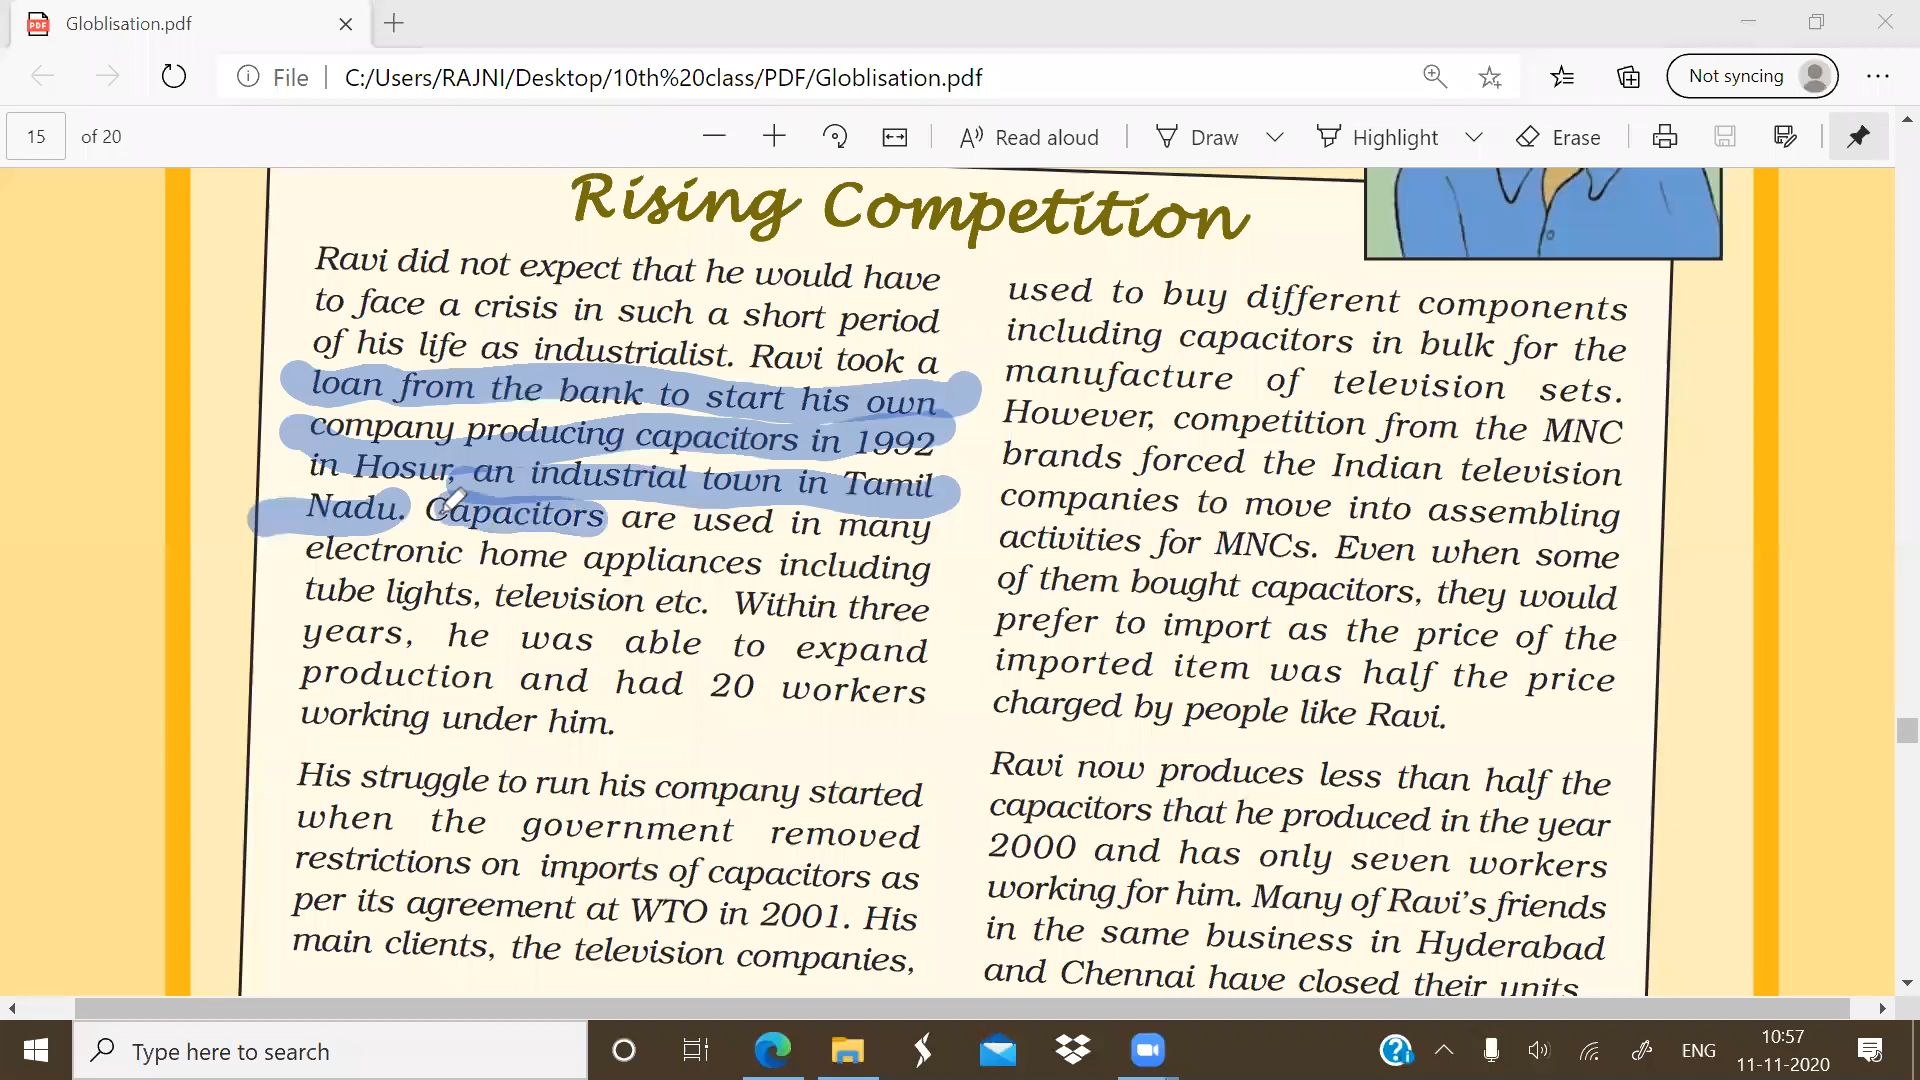 Globlisation.pdf
File
C:/Users/RAJNI/Desktop/10th%20class/PDF/Globlisation.pdf
Not syncing
15 of 20
Read aloud
Draw
Highlight
Erase
Rising Competition
Ravi did not expect that he would have
to face a crisis in such a short period
of his life as industrialist. Ravi took a
loan from the bank to start his own
company producing capacitors in 1992
in Hosur, an industrial town in Tamil
Nadu. Capacitors are used in many
electronic home appliances including
tube lights, television etc. Within three
years, he was able to expand
production and had 20 workers
working under him.
His struggle to run his company started
when the government removed
restrictions on imports of capacitors as
per its agreement at WTO in 2001. His
main clients, the television companies,
used to buy different components
including capacitors in bulk for the
manufacture of television sets.
However, competition from the MNC
brands forced the Indian television
companies to move into assembling
activities for MNCs. Even when some
of them bought capacitors, they would
prefer to import as the price of the
imported item was half the price
charged by people like Ravi.
Ravi now produces less than half the
capacitors that he produced in the year
2000 and has only seven workers
working for him. Many of Ravi's friends
in the same business in Hyderabad
and Chennai have closed their units
Type here to search
ENG
10:57
11-11-2020